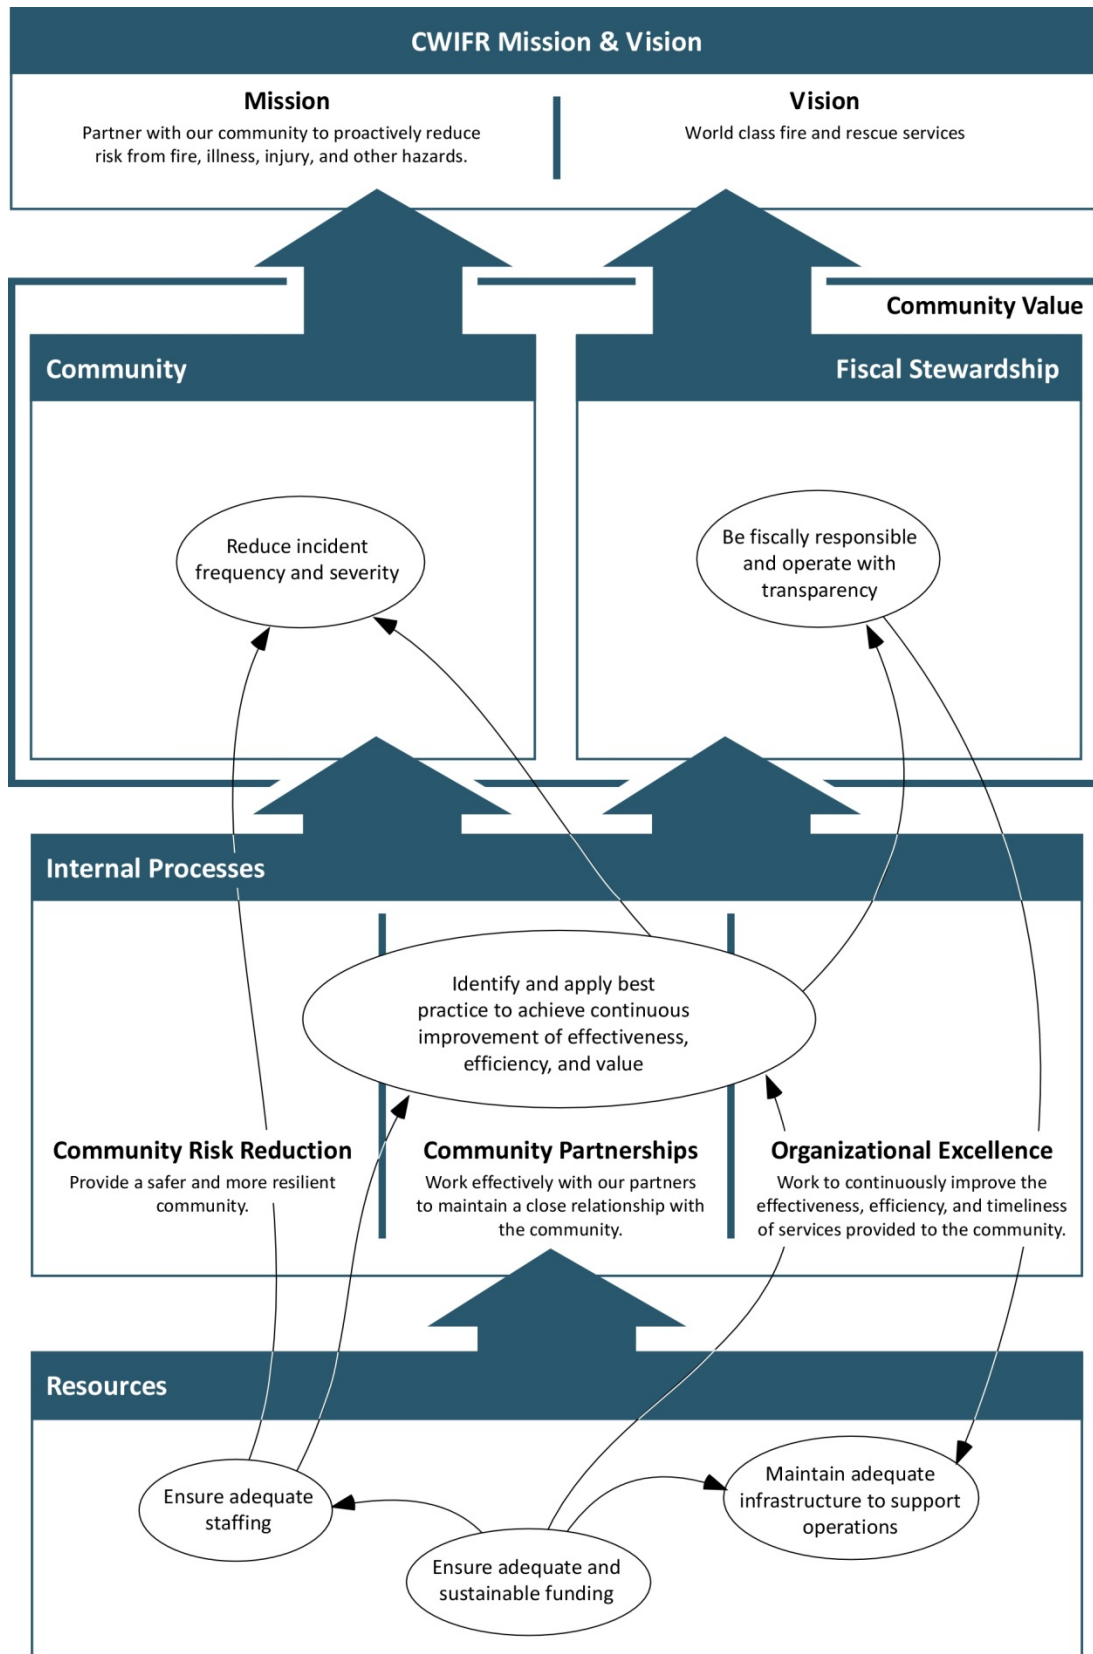 CWIFR Mission & Vision
Mission
Partner with our community to proactively reduce
risk from fire, illness, injury, and other hazards.
Vision
World class fire and rescue services
Community Value
Community
Fiscal Stewardship
Reduce incident
frequency and severity
Be fiscally responsible
and operate with
transparency
Internal Processes
Identify and apply best
practice to achieve continuous
improvement of effectiveness,
efficiency, and value
Community Risk Reduction
Provide a safer and more resilient
community.
Community Partnerships
Work effectively with our partners
to maintain a close relationship with
the community.
Organizational Excellence
Work to continuously improve the
effectiveness, efficiency, and timeliness
of services provided to the community.
Resources
Ensure adequate
staffing
Ensure adequate and
sustainable funding
Maintain adequate
infrastructure to support
operations